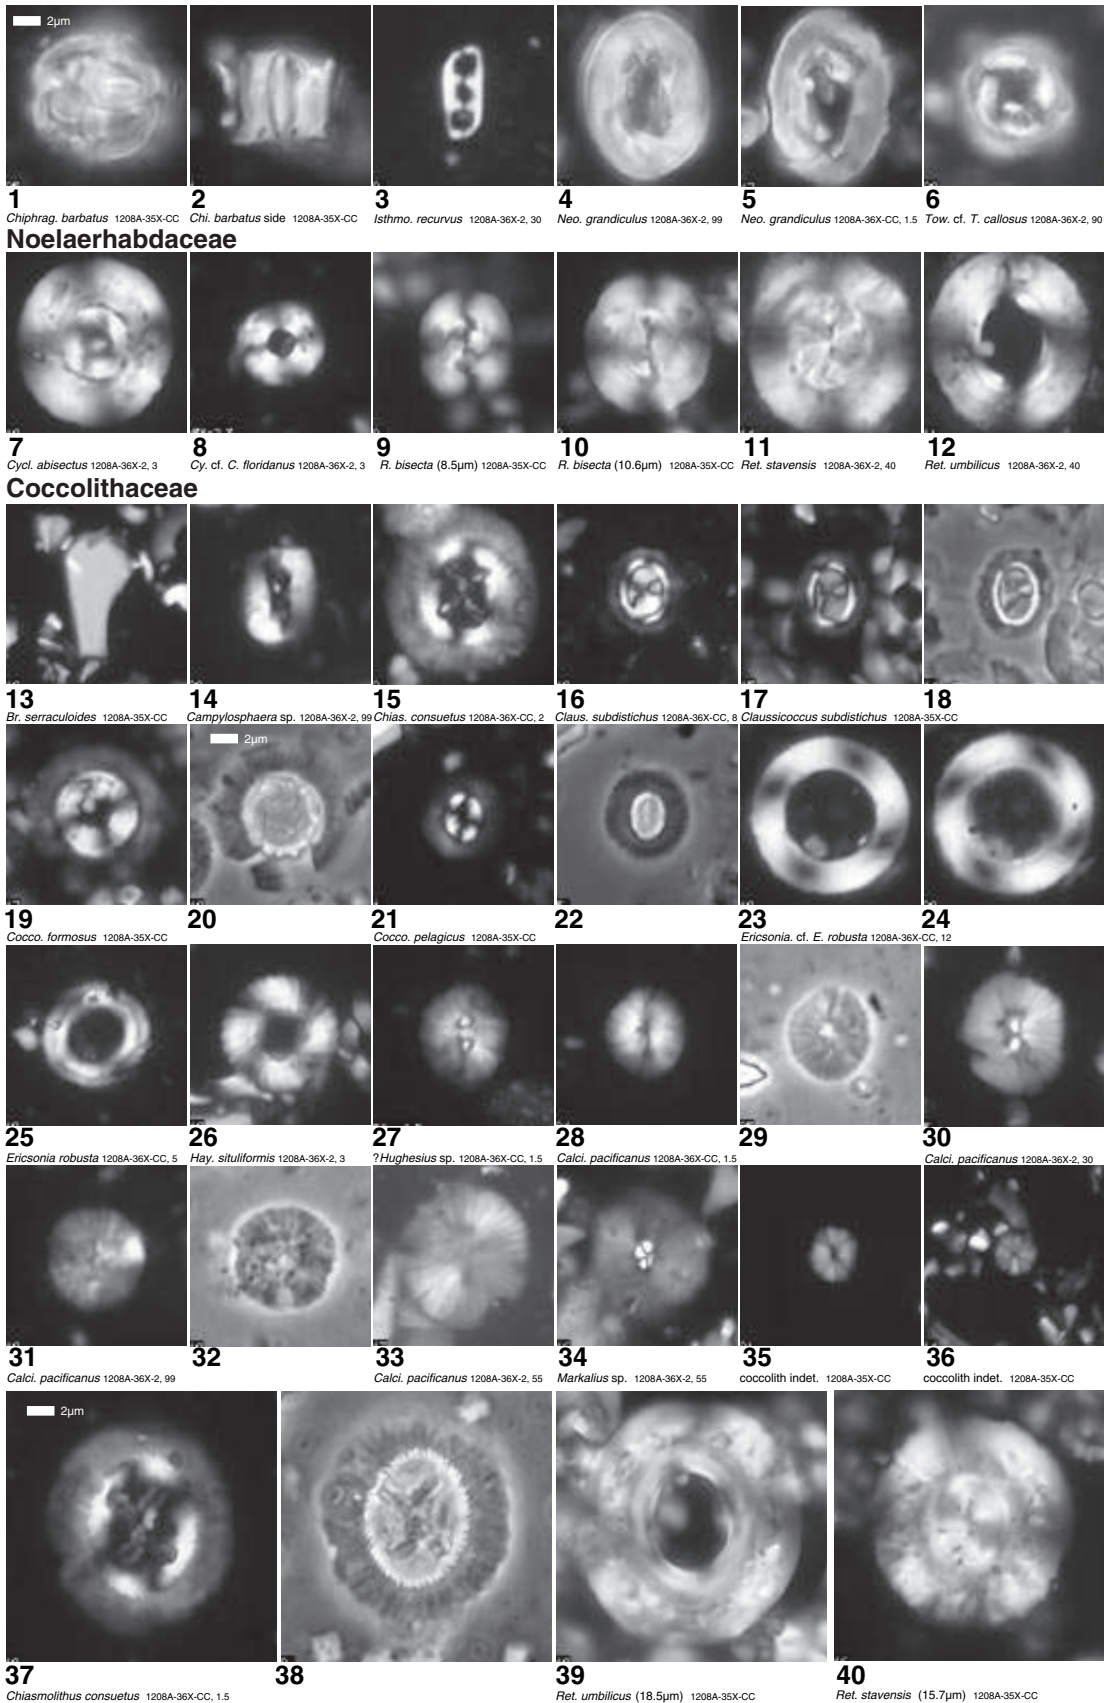 2µm
1 2 3 4 5 6
Chiphrag. barbatus 1208A-35X-CC
Chi. barbatus side 1208A-35X-CC
Isthmo. recurvus 1208A-36X-2, 30
Neo. grandiculus 1208A-36X-2, 99
Neo. grandiculus 1208A-36X-CC, 1.5
Tow. cf. T. callosus 1208A-36X-2, 90
Noelaerhabdaceae
7 8 9 10 11 12
Cycl. abisectus 1208A-36X-2, 3
Cy. cf. C. floridanus 1208A-36X-2, 3
R. bisecta (8.5µm) 1208A-35X-CC
R. bisecta (10.6µm) 1208A-35X-CC
Ret. stavensis 1208A-36X-2, 40
Ret. umbilicus 1208A-36X-2, 40
Coccolithaceae
13 14 15 16 17 18
Br. serraculoides 1208A-35X-CC
Campylosphaera sp. 1208A-36X-2, 99
Chias. consuetus 1208A-36X-CC, 2
Claus. subdistichus 1208A-36X-CC, 8
Claussicoccus subdistichus 1208A-35X-CC
2µm
19 20 21 22 23 24
Cocco. formosus 1208A-35X-CC
Cocco. pelagicus 1208A-35X-CC
Ericsonia. cf. E. robusta 1208A-36X-CC, 12
25 26 27 28 29 30
Ericsonia robusta 1208A-36X-CC, 5
Hay. situliformis 1208A-36X-2, 3
?Hughesius sp. 1208A-36X-CC, 1.5
Calci. pacificanus 1208A-36X-CC, 1.5
Calci. pacificanus 1208A-36X-2, 30
31 32 33 34 35 36
Calci. pacificanus 1208A-36X-2, 99
Calci. pacificanus 1208A-36X-2, 55
Markalius sp. 1208A-36X-2, 55
coccolith indet. 1208A-35X-CC
coccolith indet. 1208A-35X-CC
2µm
37 38 39 40
Chiasmolithus consuetus 1208A-36X-CC, 1.5
Ret. umbilicus (18.5µm) 1208A-35X-CC
Ret. stavensis (15.7µm) 1208A-35X-CC